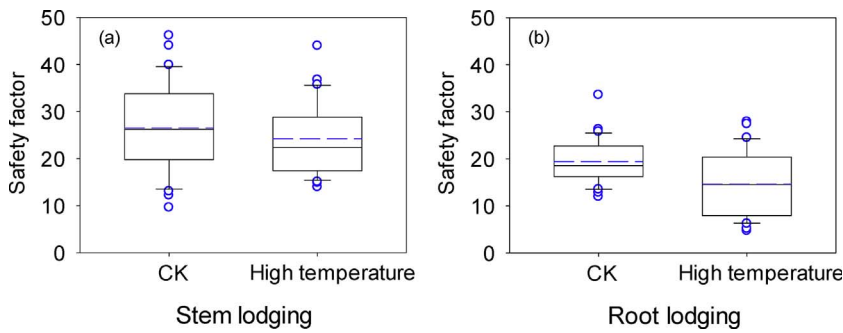 (a)
Safety factor
50
40
30
20
10
0
CK High temperature
Stem lodging
(b)
Safety factor
50
40
30
20
10
0
CK High temperature
Root lodging